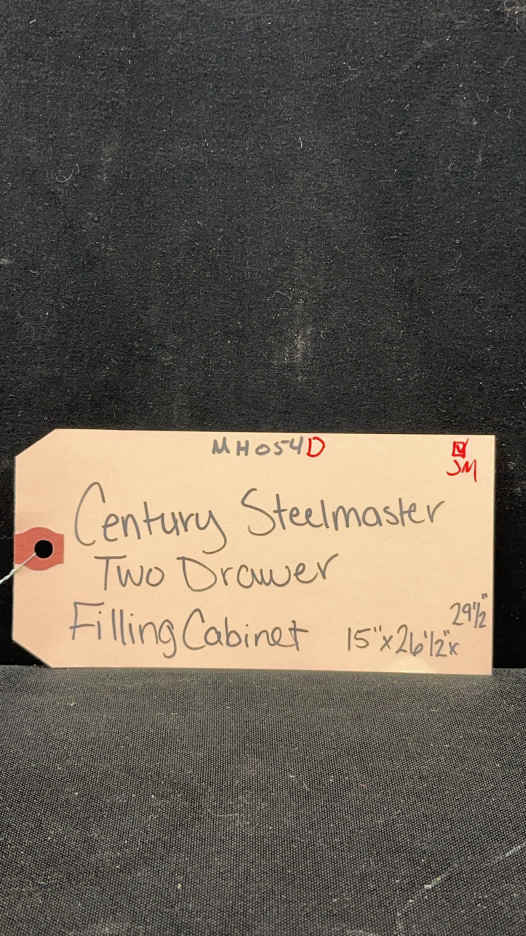 MH054D
JM
Century Steelmaster
Two Drawer
Filling Cabinet 15"x26½"x 29½"